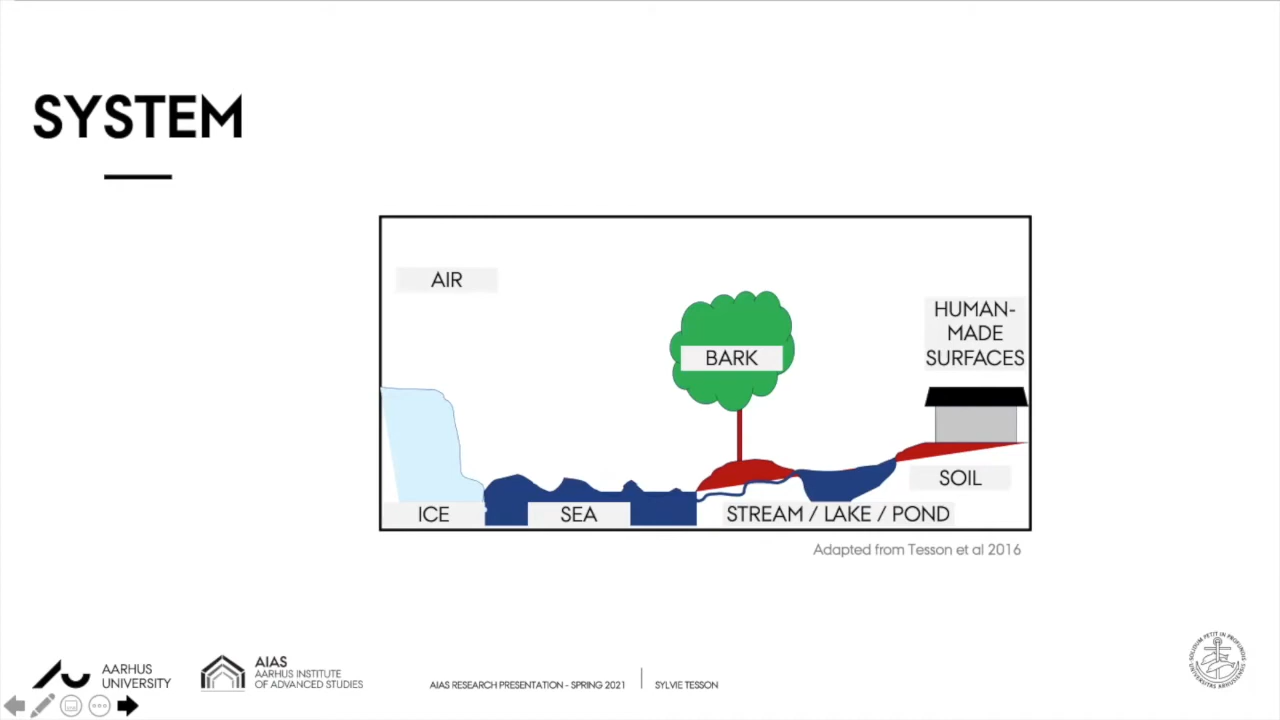 SYSTEM
AIR
BARK
HUMAN-
MADE
SURFACES
SOIL
ICE
SEA
STREAM / LAKE / POND
Adapted from Tesson et al 2016
AARHUS
UNIVERSITY
AIAS
AARHUS INSTITUTE
OF ADVANCED STUDIES
AIAS RESEARCH PRESENTATION - SPRING 2021
SYLVIE TESSON